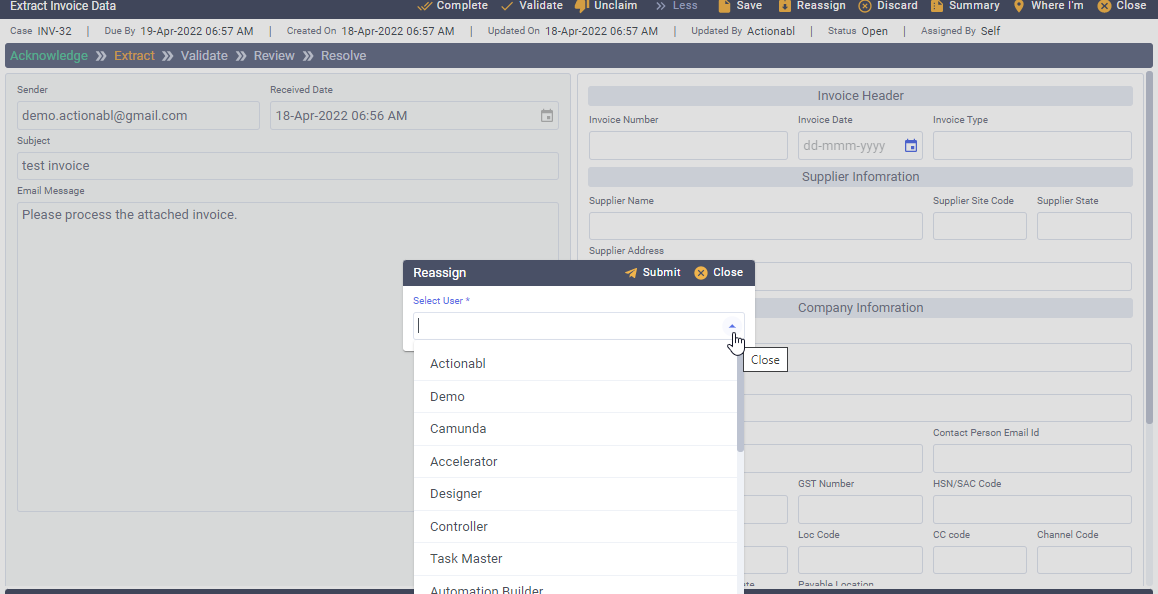 Extract Invoice Data Complete Validate Unclaim Less Save Reassign Discard Summary Where I'm Close
Case INV-32 | Due By 19-Apr-2022 06:57 AM | Created On 18-Apr-2022 06:57 AM | Updated On 18-Apr-2022 06:57 AM | Updated By Actionabl | Status Open | Assigned By Self
Acknowledge Extract Validate Review Resolve
Sender Received Date
demo.actionabl@gmail.com 18-Apr-2022 06:56 AM
Subject
test invoice
Email Message
Please process the attached invoice.
Invoice Header
Invoice Number Invoice Date Invoice Type
dd-mmm-yyyy
Supplier Infomration
Supplier Name Supplier Site Code Supplier State
Supplier Address
Company Infomration
Contact Person Email Id
GST Number HSN/SAC Code
Loc Code CC code Channel Code
Payable Location
Reassign Submit Close
Select User *
Close
Actionabl
Demo
Camunda
Accelerator
Designer
Controller
Task Master
Automation Builder